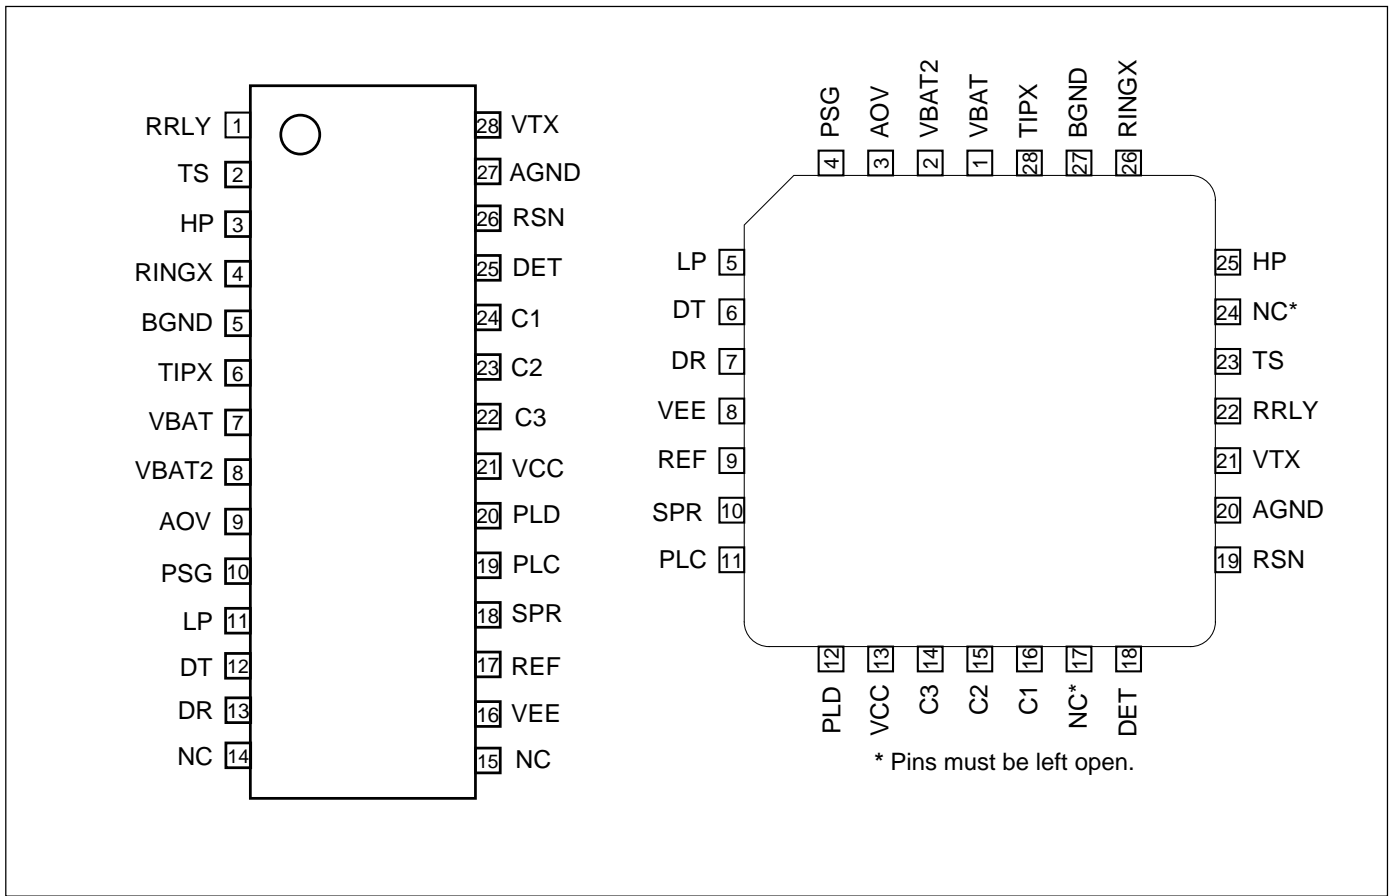 RRLY 1
TS 2
HP 3
RINGX 4
BGND 5
TIPX 6
VBAT 7
VBAT2 8
AOV 9
PSG 10
LP 11
DT 12
DR 13
NC 14
28 VTX
27 AGND
26 RSN
25 DET
24 C1
23 C2
22 C3
21 VCC
20 PLD
19 PLC
18 SPR
17 REF
16 VEE
15 NC
PSG 4
AOV 3
VBAT2 2
VBAT 1
TIPX 28
BGND 27
RINGX 26
LP 5
DT 6
DR 7
VEE 8
REF 9
SPR 10
PLC 11
25 HP
24 NC*
23 TS
22 RRLY
21 VTX
20 AGND
19 RSN
PLD 12
VCC 13
C3 14
C2 15
C1 16
NC* 17
DET 18
* Pins must be left open.